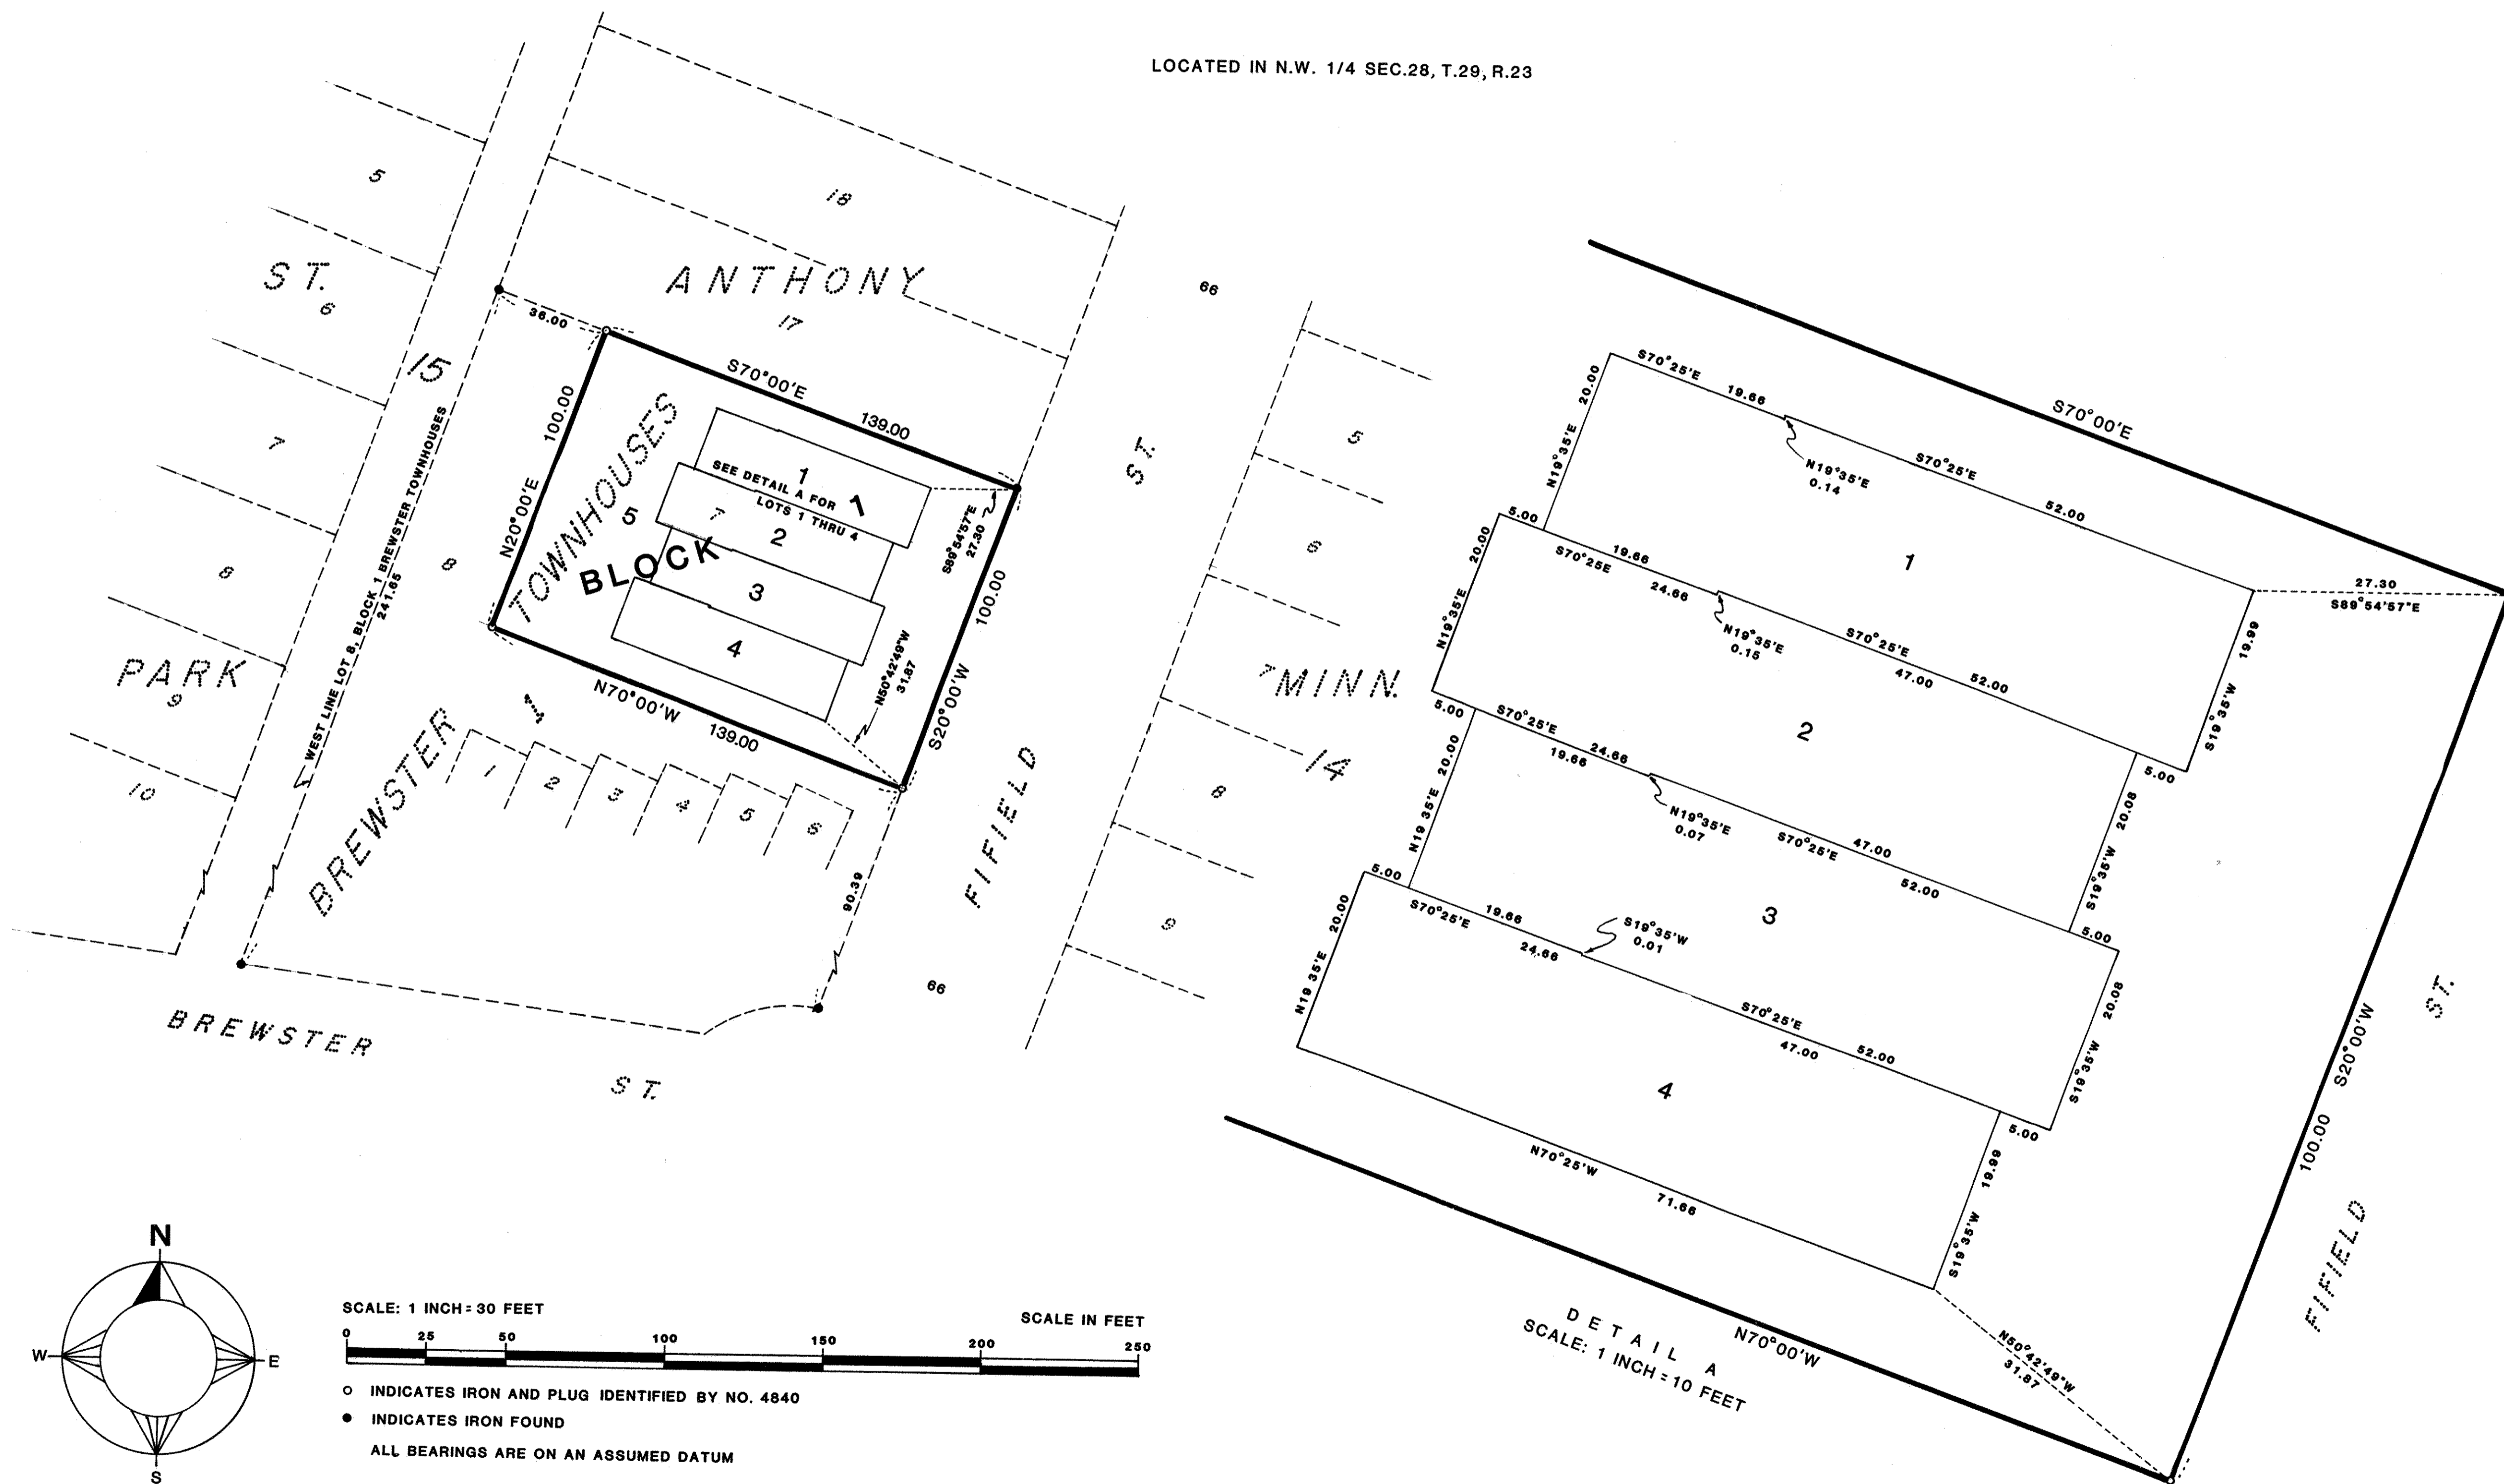 LOCATED IN N.W. 1/4 SEC.28, T.29, R.23
5
ST.
6
15
7
8
PARK
9
10
18
ANTHONY
17
36.00
WEST LINE LOT 8, BLOCK 1 BREWSTER TOWNHOUSES
241.65
8
S70°00'E
139.00
100.00
N20°00'E
TOWNHOUSES
5
BLOCK
1
1
SEE DETAIL A FOR
LOTS 1 THRU 4
7
2
3
4
S89°54'57"E
27.30
100.00
S20°00'W
N50°42'49"W
31.87
N70°00'W
139.00
BREWSTER
1
1
2
3
4
5
6
90.39
BREWSTER
ST.
66
ST.
FIFIELD
66
5
6
7
MINN.
14
8
9
S70°00'E
S70°25'E
19.66
20.00
N19°35'E
N19°35'E
0.14
S70°25'E
52.00
1
27.30
S89°54'57"E
19.99
S19°35'W
5.00
20.00
N19°35'E
19.66
S70°25E
24.66
N19°35'E
0.15
S70°25'E
47.00
52.00
5.00
2
5.00
S70°25'E
24.66
19.66
N19°35'E
0.07
47.00
S70°25'E
52.00
20.08
S19°35'W
5.00
20.00
N19 35'E
3
5.00
S70°25'E
19.66
24.66
S19°35'W
0.01
S70°25'E
47.00
52.00
20.08
S19°35'W
5.00
20.00
N19 35'E
4
N70°25'W
71.66
19.99
S19°35'W
N50°42'49"W
31.87
N70°00'W
100.00
S20°00'W
FIFIELD
ST.
DETAIL A
SCALE: 1 INCH = 10 FEET
N
W
E
S
SCALE: 1 INCH = 30 FEET
SCALE IN FEET
0 25 50 100 150 200 250
INDICATES IRON AND PLUG IDENTIFIED BY NO. 4840
INDICATES IRON FOUND
ALL BEARINGS ARE ON AN ASSUMED DATUM